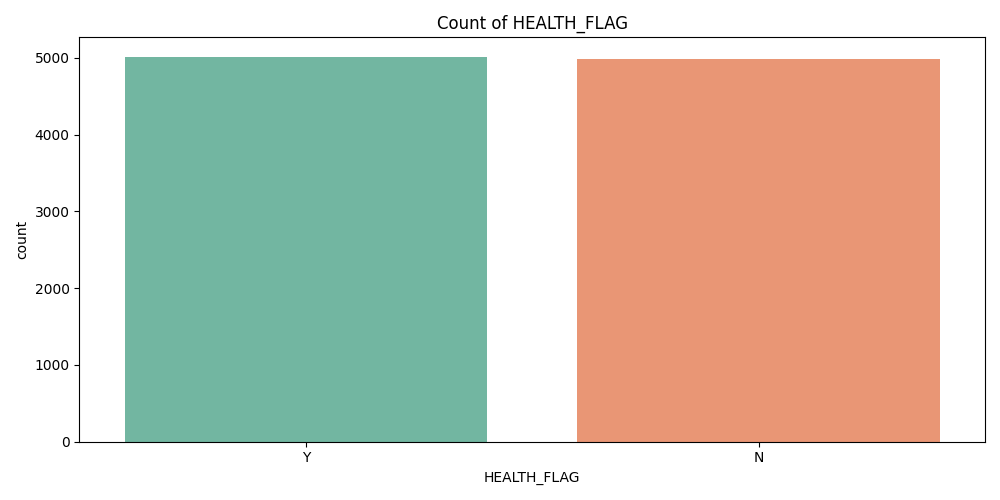 Count of HEALTH_FLAG
5000
4000
3000
2000
1000
0
count
Y
N
HEALTH_FLAG